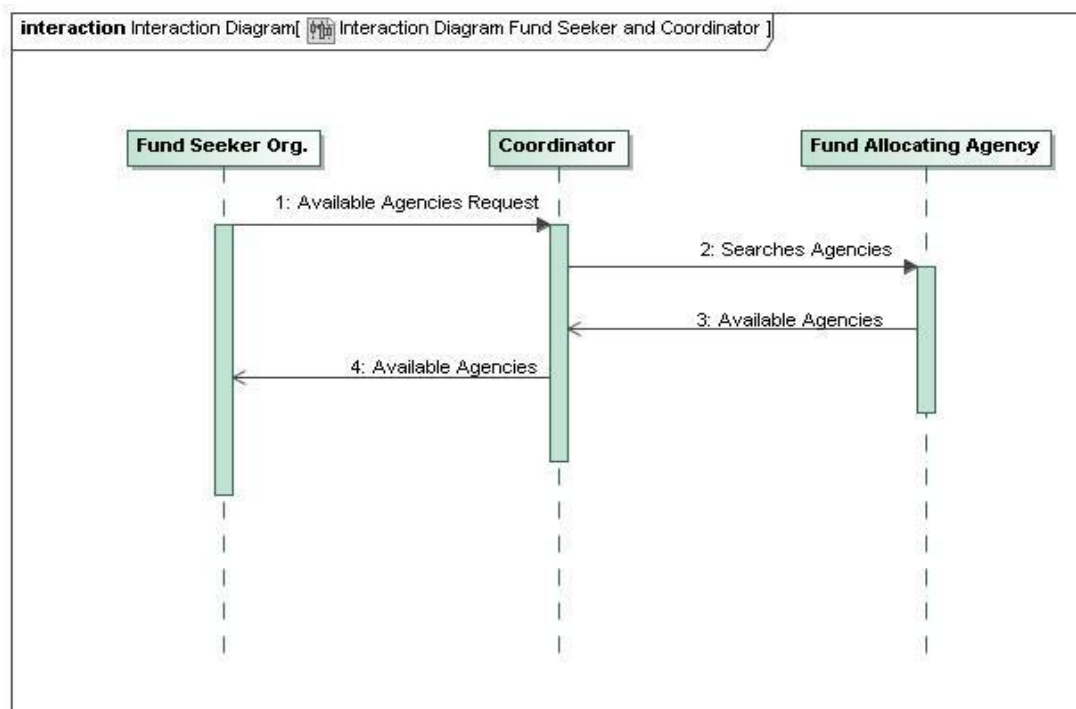 interaction Interaction Diagram[ Interaction Diagram Fund Seeker and Coordinator ]
Fund Seeker Org.
Coordinator
Fund Allocating Agency
1: Available Agencies Request
2: Searches Agencies
3: Available Agencies
4: Available Agencies